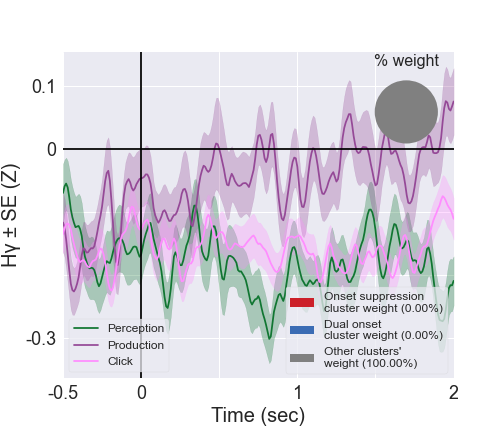 % weight
0.1
0
-0.3
Hγ ± SE (Z)
Perception
Production
Click
Onset suppression
cluster weight (0.00%)
Dual onset
cluster weight (0.00%)
Other clusters'
weight (100.00%)
-0.5
0
1
2
Time (sec)